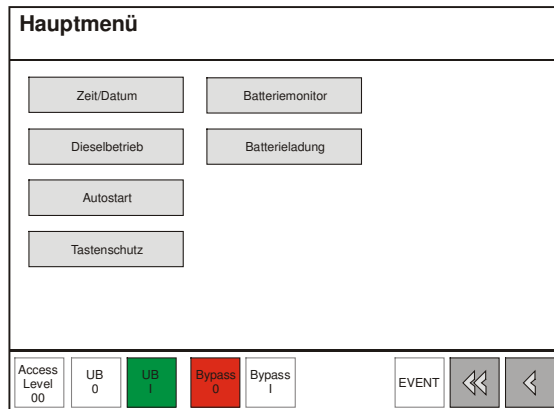 Hauptmenü
Zeit/Datum
Batteriemonitor
Dieselbetrieb
Batterieladung
Autostart
Tastenschutz
Access
Level
00
UB
0
UB
I
Bypass
0
Bypass
I
EVENT